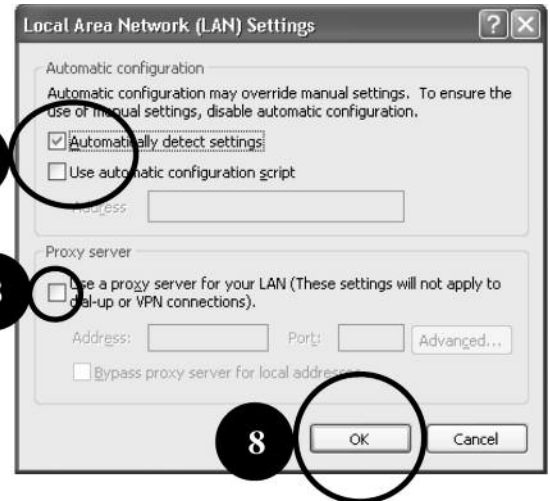 Local Area Network (LAN) Settings
Automatic configuration
Automatic configuration may override manual settings. To ensure the
use of manual settings, disable automatic configuration.
Automatically detect settings
Use automatic configuration script
Address
Proxy server
Use a proxy server for your LAN (These settings will not apply to
dial-up or VPN connections).
Address: Port: Advanced...
Bypass proxy server for local addresses
8 OK Cancel